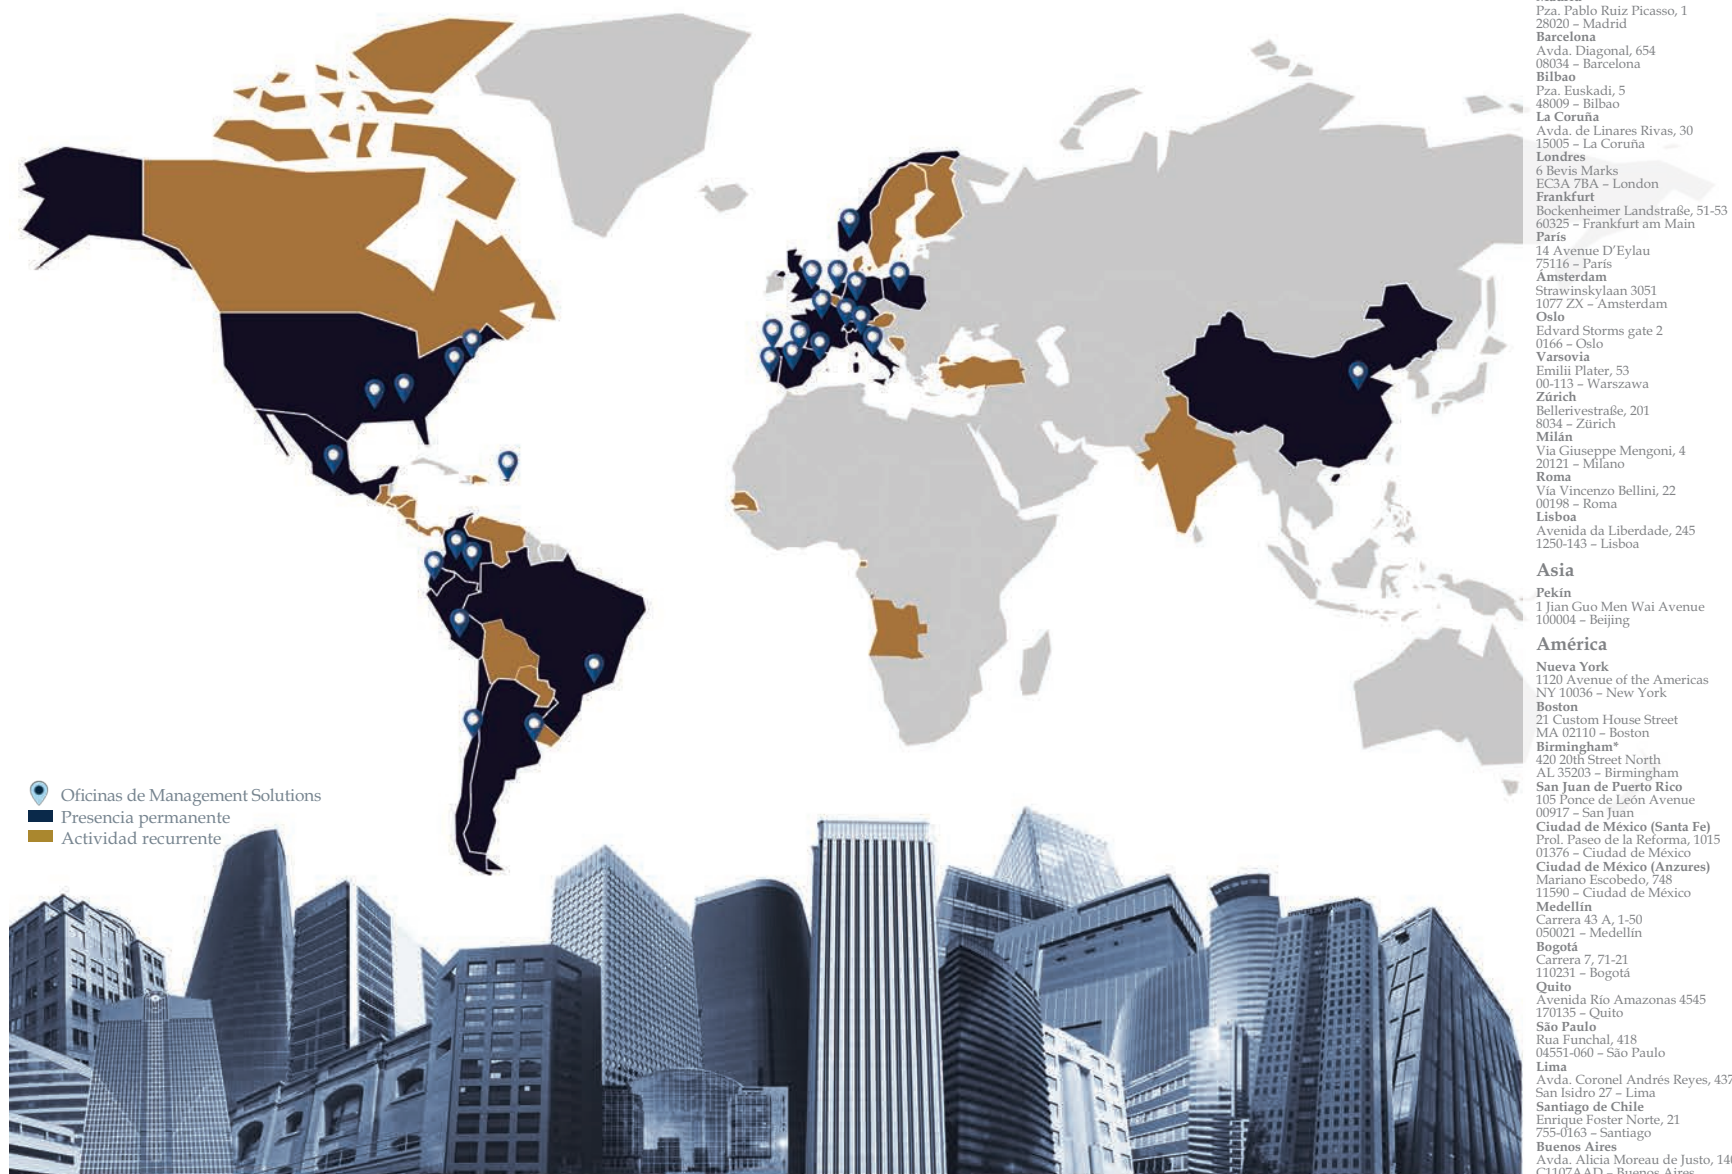 Oficinas de Management Solutions
Presencia permanente
Actividad recurrente
Pza. Pablo Ruiz Picasso, 1
28020 – Madrid
Barcelona
Avda. Diagonal, 654
08034 – Barcelona
Bilbao
Pza. Euskadi, 5
48009 – Bilbao
La Coruña
Avda. de Linares Rivas, 30
15005 – La Coruña
Londres
6 Bevis Marks
EC3A 7BA – London
Frankfurt
Bockenheimer Landstraße, 51-53
60325 – Frankfurt am Main
París
14 Avenue D’Eylau
75116 – París
Ámsterdam
Strawinskylaan 3051
1077 ZX – Amsterdam
Oslo
Edvard Storms gate 2
0166 – Oslo
Varsovia
Emilii Plater, 53
00-113 – Warszawa
Zúrich
Bellerivestraße, 201
8034 – Zürich
Milán
Via Giuseppe Mengoni, 4
20121 – Milano
Roma
Vía Vincenzo Bellini, 22
00198 – Roma
Lisboa
Avenida da Liberdade, 245
1250-143 – Lisboa
Asia
Pekín
1 Jian Guo Men Wai Avenue
100004 – Beijing
América
Nueva York
1120 Avenue of the Americas
NY 10036 – New York
Boston
21 Custom House Street
MA 02110 – Boston
Birmingham*
420 20th Street North
AL 35203 – Birmingham
San Juan de Puerto Rico
105 Ponce de León Avenue
00917 – San Juan
Ciudad de México (Santa Fe)
Prol. Paseo de la Reforma, 1015
01376 – Ciudad de México
Ciudad de México (Anzures)
Mariano Escobedo, 748
11590 – Ciudad de México
Medellín
Carrera 43 A, 1-50
050021 – Medellín
Bogotá
Carrera 7, 71-21
110231 – Bogotá
Quito
Avenida Río Amazonas 4545
170135 – Quito
São Paulo
Rua Funchal, 418
04551-060 – São Paulo
Lima
Avda. Coronel Andrés Reyes, 437
San Isidro 27 – Lima
Santiago de Chile
Enrique Foster Norte, 21
755-0163 – Santiago
Buenos Aires
Avda. Alicia Moreau de Justo,
C1107AAD – Buenos Aires